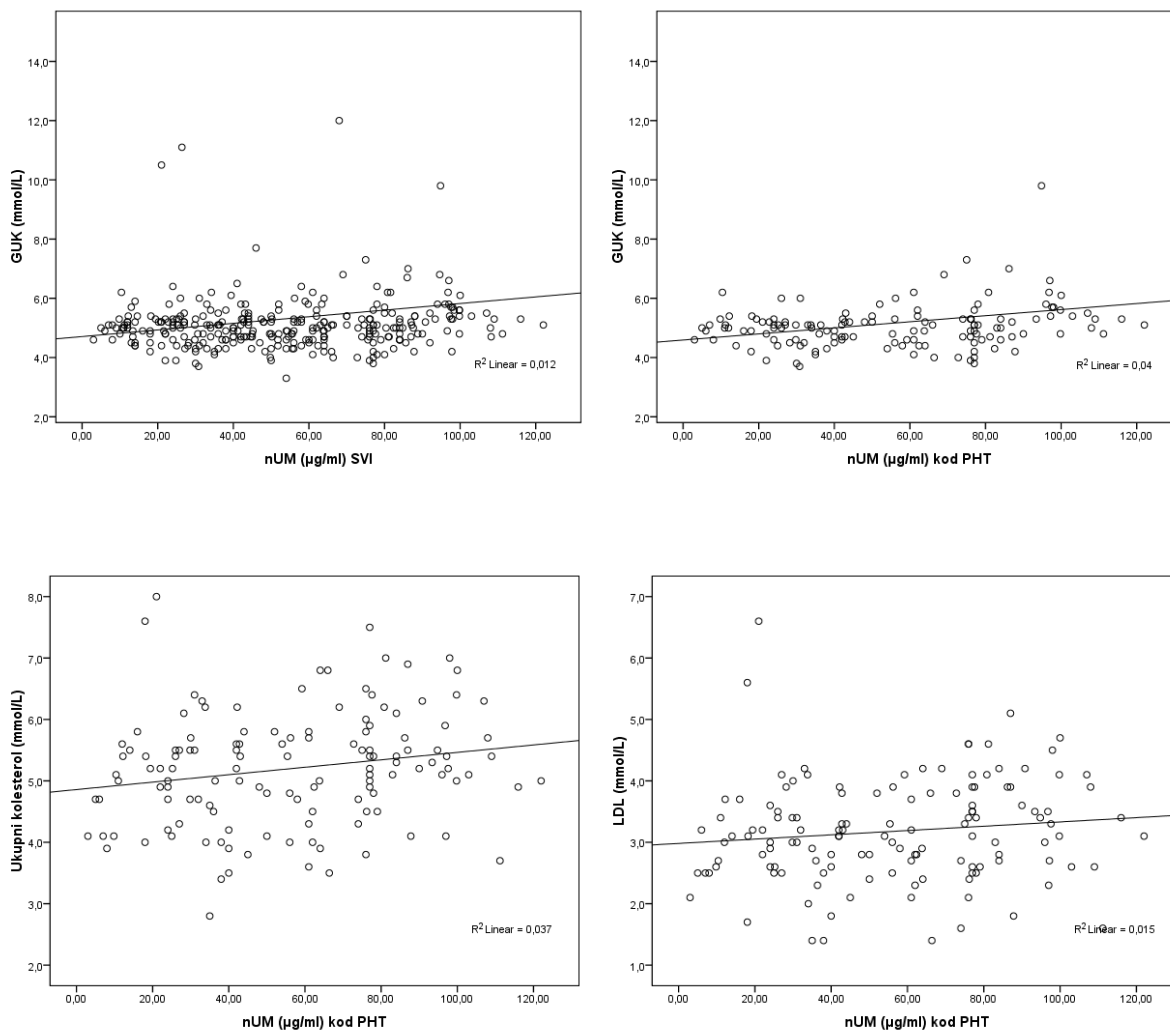 GUK (mmol/L)
14,0
12,0
10,0
8,0
6,0
4,0
2,0
R² Linear = 0,012
0,00 20,00 40,00 60,00 80,00 100,00 120,00
nUM (µg/ml) SVI
GUK (mmol/L)
14,0
12,0
10,0
8,0
6,0
4,0
2,0
R² Linear = 0,04
0,00 20,00 40,00 60,00 80,00 100,00 120,00
nUM (µg/ml) kod PHT
Ukupni kolesterol (mmol/L)
8,0
7,0
6,0
5,0
4,0
3,0
2,0
R² Linear = 0,037
0,00 20,00 40,00 60,00 80,00 100,00 120,00
nUM (µg/ml) kod PHT
LDL (mmol/L)
7,0
6,0
5,0
4,0
3,0
2,0
1,0
R² Linear = 0,015
0,00 20,00 40,00 60,00 80,00 100,00 120,00
nUM (µg/ml) kod PHT